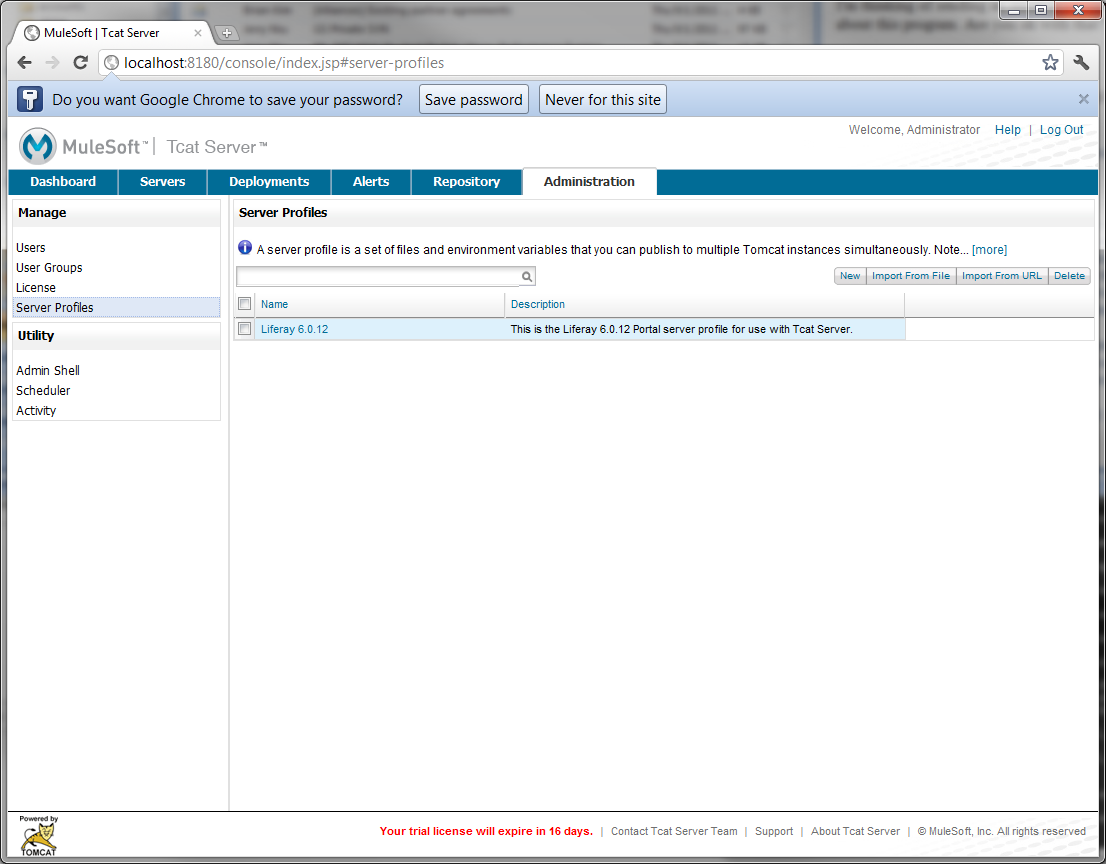 MuleSoft | Tcat Server
localhost:8180/console/index.jsp#server-profiles
Do you want Google Chrome to save your password? Save password Never for this site
Welcome, Administrator Help | Log Out
MuleSoft™ | Tcat Server™
Dashboard Servers Deployments Alerts Repository Administration
Manage
Users
User Groups
License
Server Profiles
Utility
Admin Shell
Scheduler
Activity
Server Profiles
A server profile is a set of files and environment variables that you can publish to multiple Tomcat instances simultaneously. Note... [more]
New Import From File Import From URL Delete
Name Description
Liferay 6.0.12 This is the Liferay 6.0.12 Portal server profile for use with Tcat Server.
Powered by
TOMCAT
Your trial license will expire in 16 days. | Contact Tcat Server Team | Support | About Tcat Server | © MuleSoft, Inc. All rights reserved